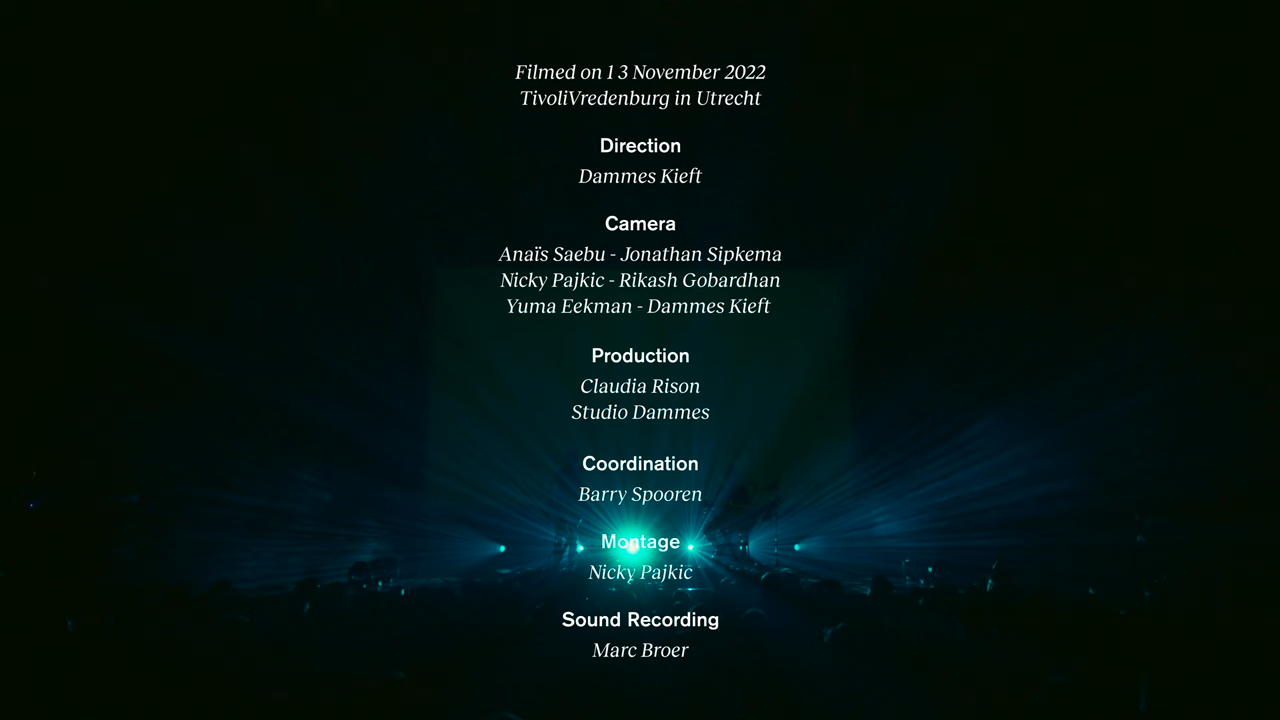 Filmed on 13 November 2022
TivoliVredenburg in Utrecht
Direction
Dammes Kieft
Camera
Anaïs Saebu - Jonathan Sipkema
Nicky Pajkic - Rikash Gobardhan
Yuma Eekman - Dammes Kieft
Production
Claudia Rison
Studio Dammes
Coordination
Barry Spooren
Montage
Nicky Pajkic
Sound Recording
Marc Broer